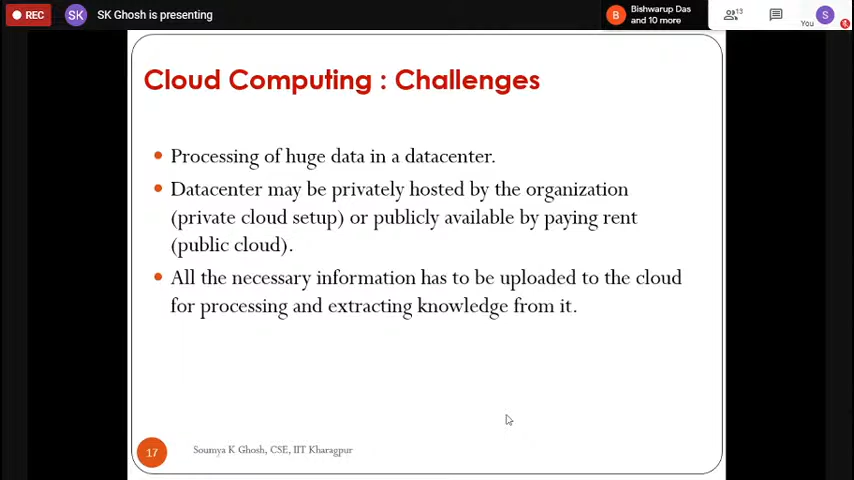 REC
SK
SK Ghosh is presenting
B
Bishwarup Das
and 10 more
13
You
S
Cloud Computing : Challenges
• Processing of huge data in a datacenter.
• Datacenter may be privately hosted by the organization
(private cloud setup) or publicly available by paying rent
(public cloud).
• All the necessary information has to be uploaded to the cloud
for processing and extracting knowledge from it.
17
Soumya K Ghosh, CSE, IIT Kharagpur